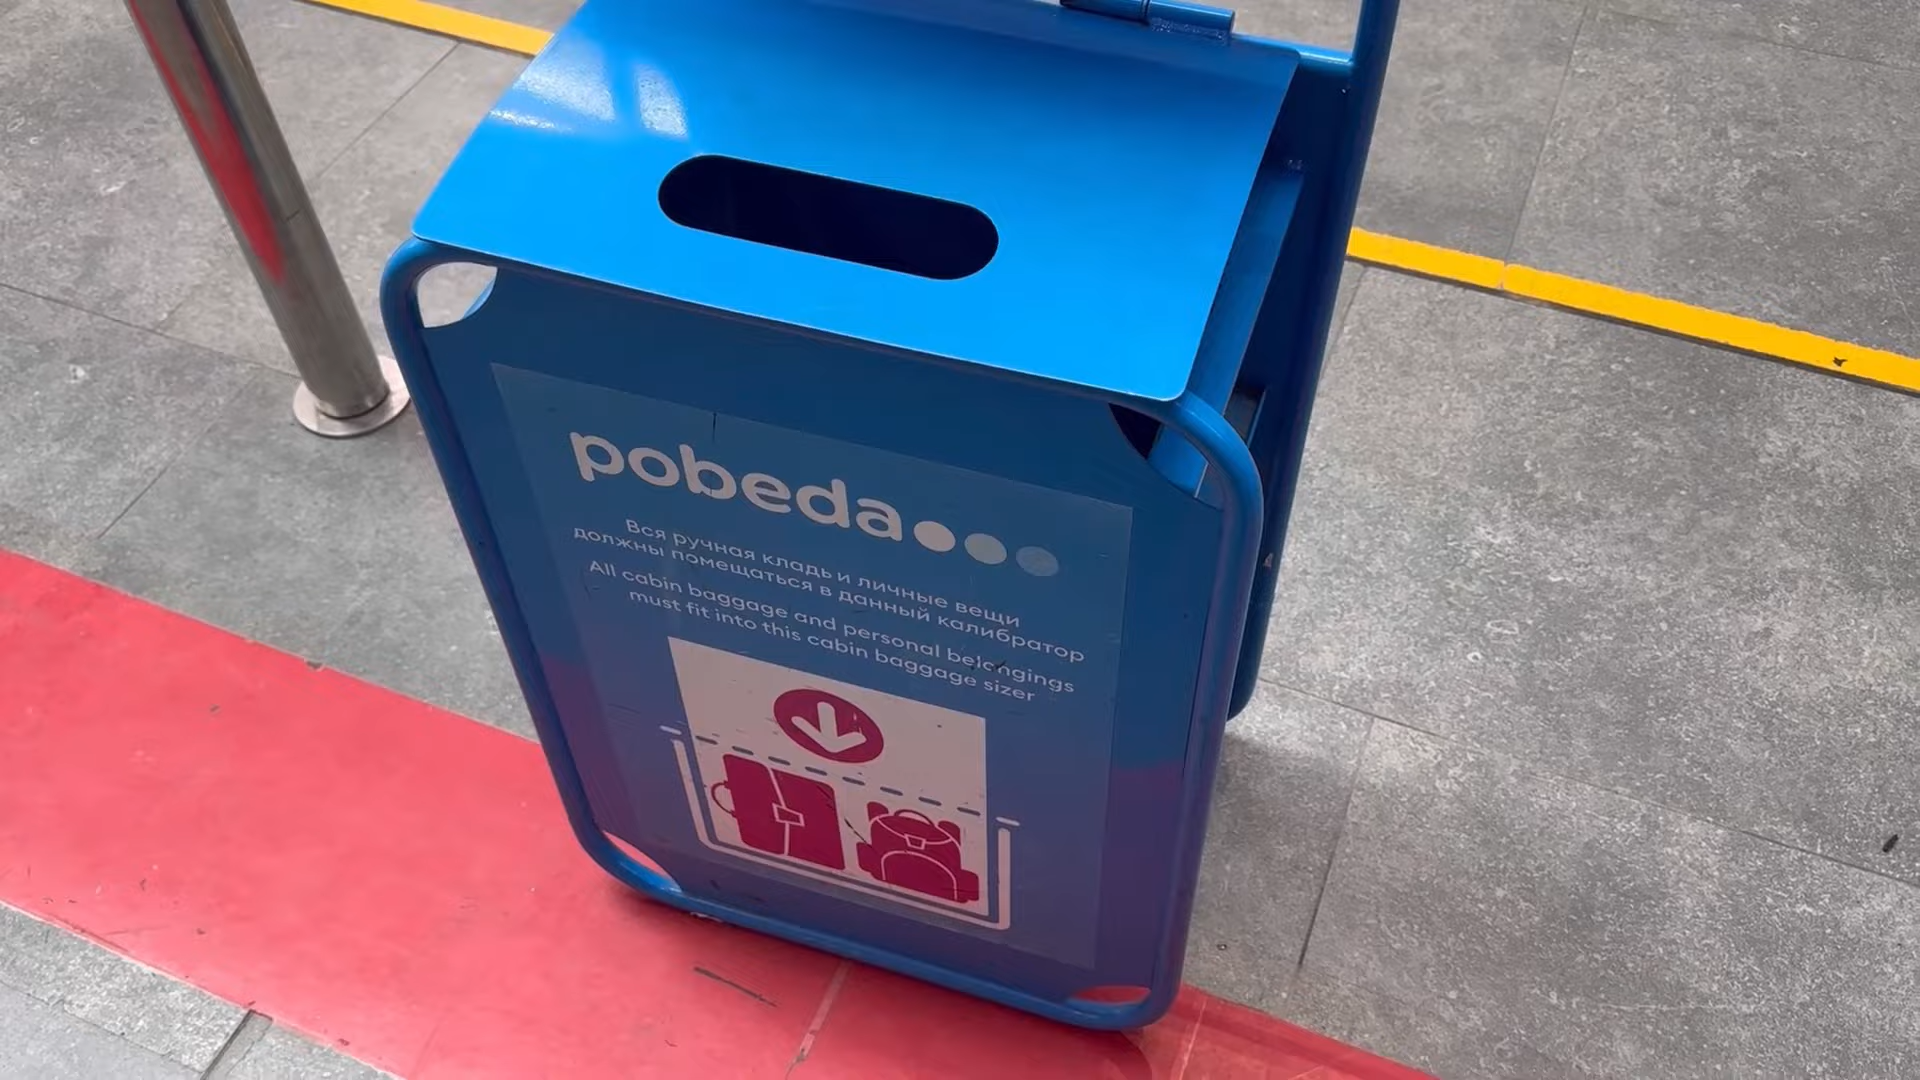 pobeda
Вся ручная кладь и личные вещи
должны помещаться в данный калибратор
All cabin baggage and personal belongings
must fit into this cabin baggage sizer